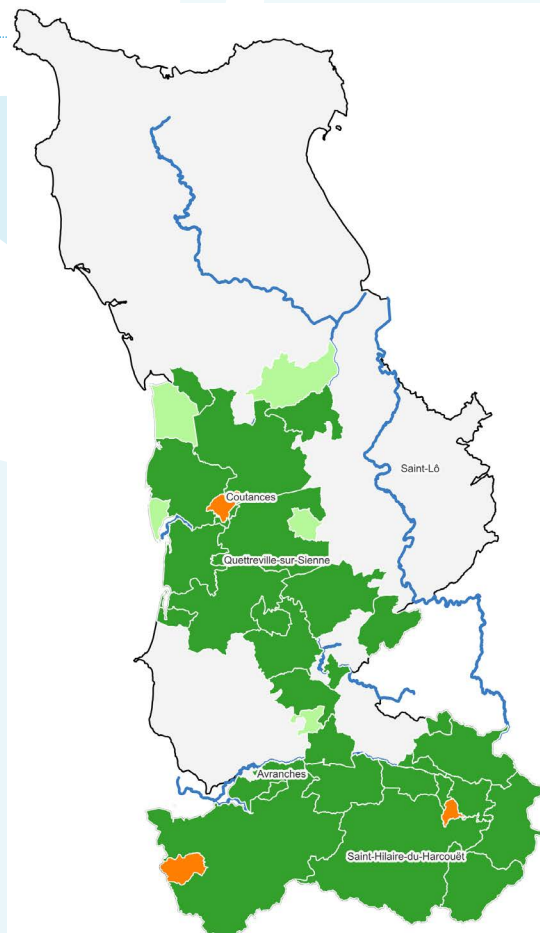 Saint-Lô
Coutances
Quettreville-sur-Sienne
Avranches
Saint-Hilaire-du-Harcouët